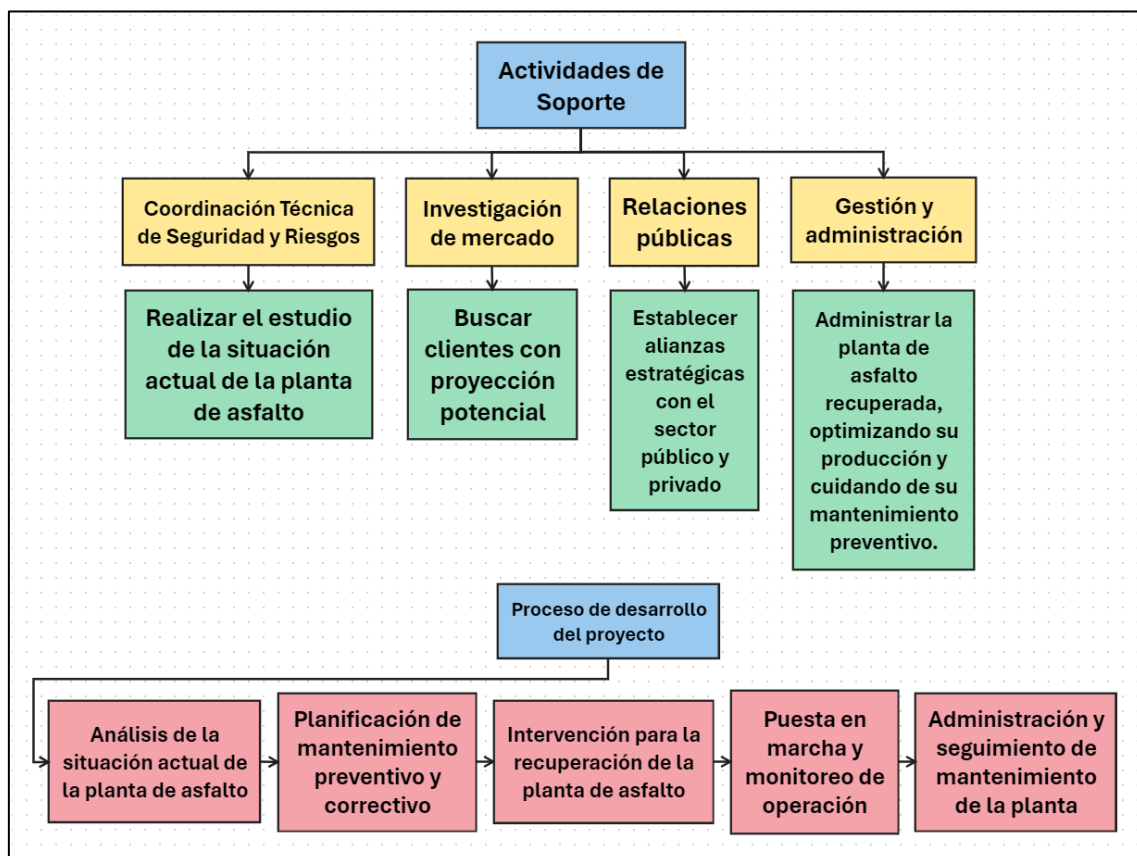 Actividades de
Soporte
Coordinación Técnica
de Seguridad y Riesgos
Investigación
de mercado
Relaciones
públicas
Gestión y
administración
Realizar el estudio
de la situación
actual de la planta
de asfalto
Buscar
clientes con
proyección
potencial
Establecer
alianzas
estratégicas
con el
sector
público y
privado
Administrar la
planta de
asfalto
recuperada,
optimizando su
producción y
cuidando de su
mantenimiento
preventivo.
Proceso de desarrollo
del proyecto
Análisis de la
situación actual de
la planta de asfalto
Planificación de
mantenimiento
preventivo y
correctivo
Intervención para la
recuperación de la
planta de asfalto
Puesta en
marcha y
monitoreo de
operación
Administración y
seguimiento de
mantenimiento
de la planta